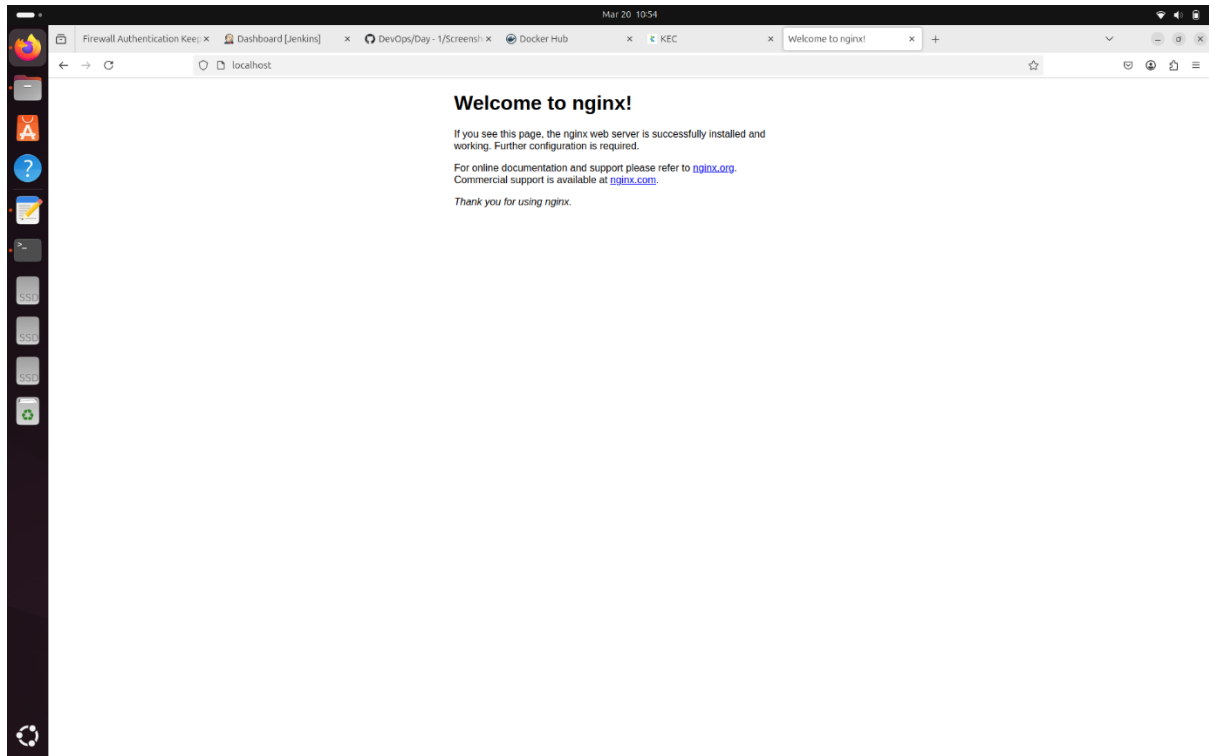 Mar 20 10:54
Firewall Authentication Keep
Dashboard [Jenkins]
DevOps/Day - 1/Screensh
Docker Hub
KEC
Welcome to nginx!
localhost
Welcome to nginx!
If you see this page, the nginx web server is successfully installed and
working. Further configuration is required.
For online documentation and support please refer to nginx.org.
Commercial support is available at nginx.com.
Thank you for using nginx.
SSD
SSD
SSD